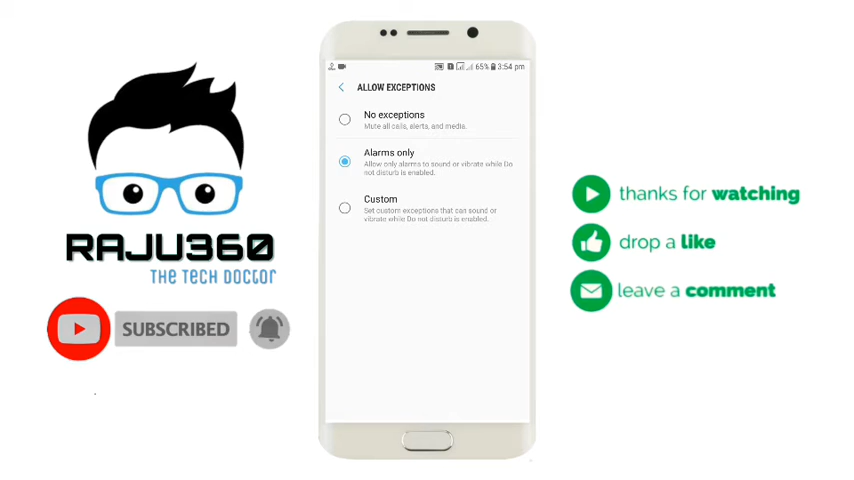 65% 3:54 pm
ALLOW EXCEPTIONS
No exceptions
Mute all calls, alerts, and media.
Alarms only
Allow only alarms to sound or vibrate while Do
not disturb is enabled.
Custom
Set custom exceptions that can sound or
vibrate while Do not disturb is enabled.
RAJU360
THE TECH DOCTOR
SUBSCRIBED
thanks for watching
drop a like
leave a comment